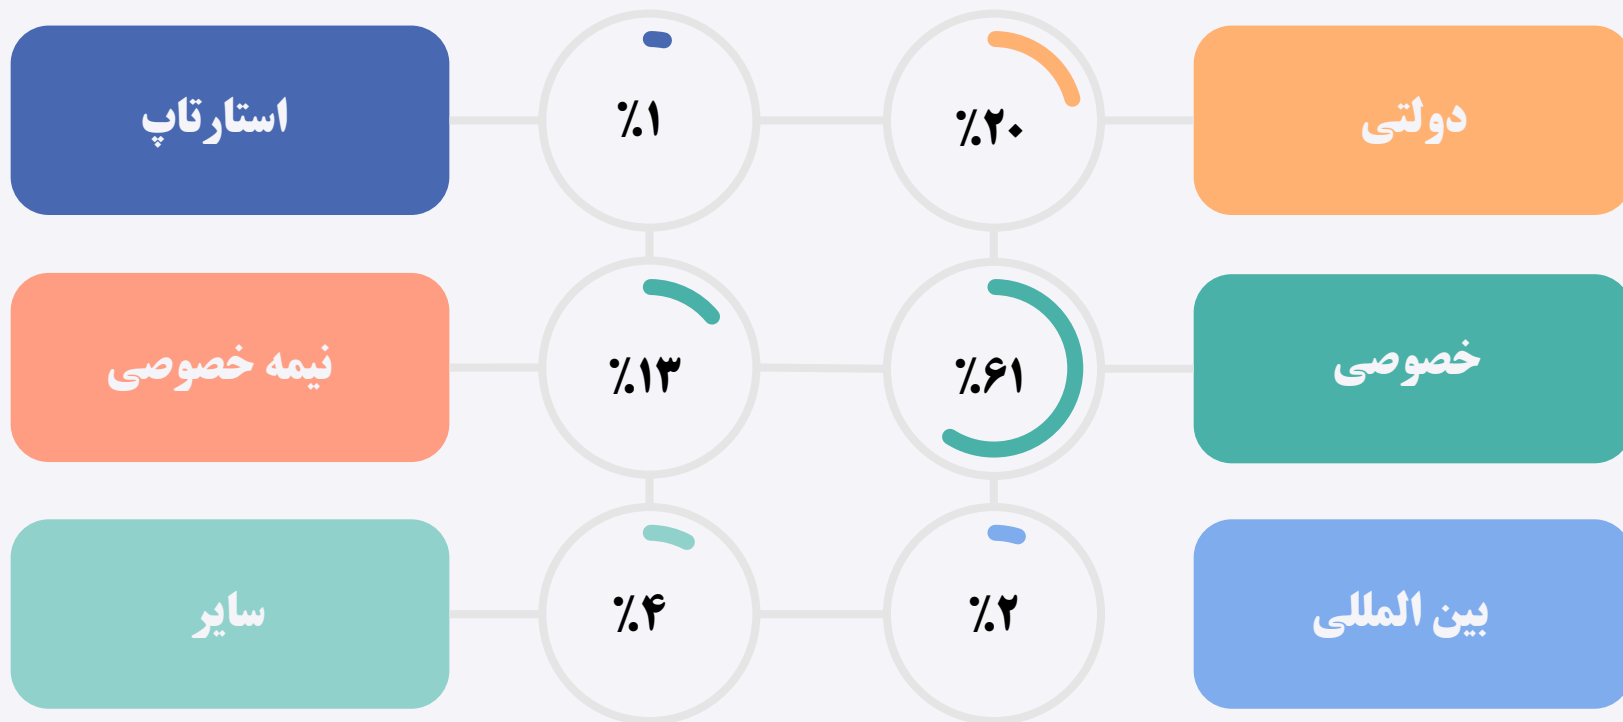 دولتی
٪۲۰
٪۱
استارتاپ
خصوصی
٪۶۱
٪۱۳
نیمه خصوصی
بین المللی
٪۲
٪۴
سایر